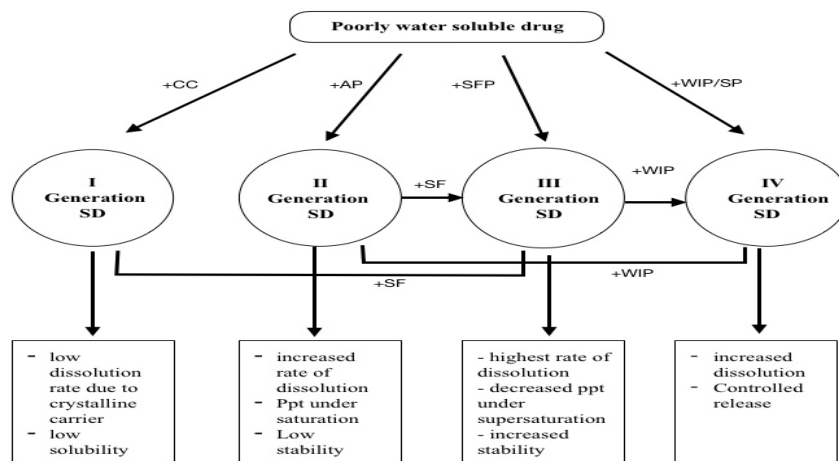 Poorly water soluble drug
+CC
+AP
+SFP
+WIP/SP
I
Generation
SD
II
Generation
SD
+SF
III
Generation
SD
+WIP
IV
Generation
SD
+SF
+WIP
- low
dissolution
rate due to
crystalline
carrier
- low
solubility
- increased
rate of
dissolution
- Ppt under
saturation
- Low
stability
- highest rate of
dissolution
- decreased ppt
under
supersaturation
- increased
stability
- increased
dissolution
- Controlled
release